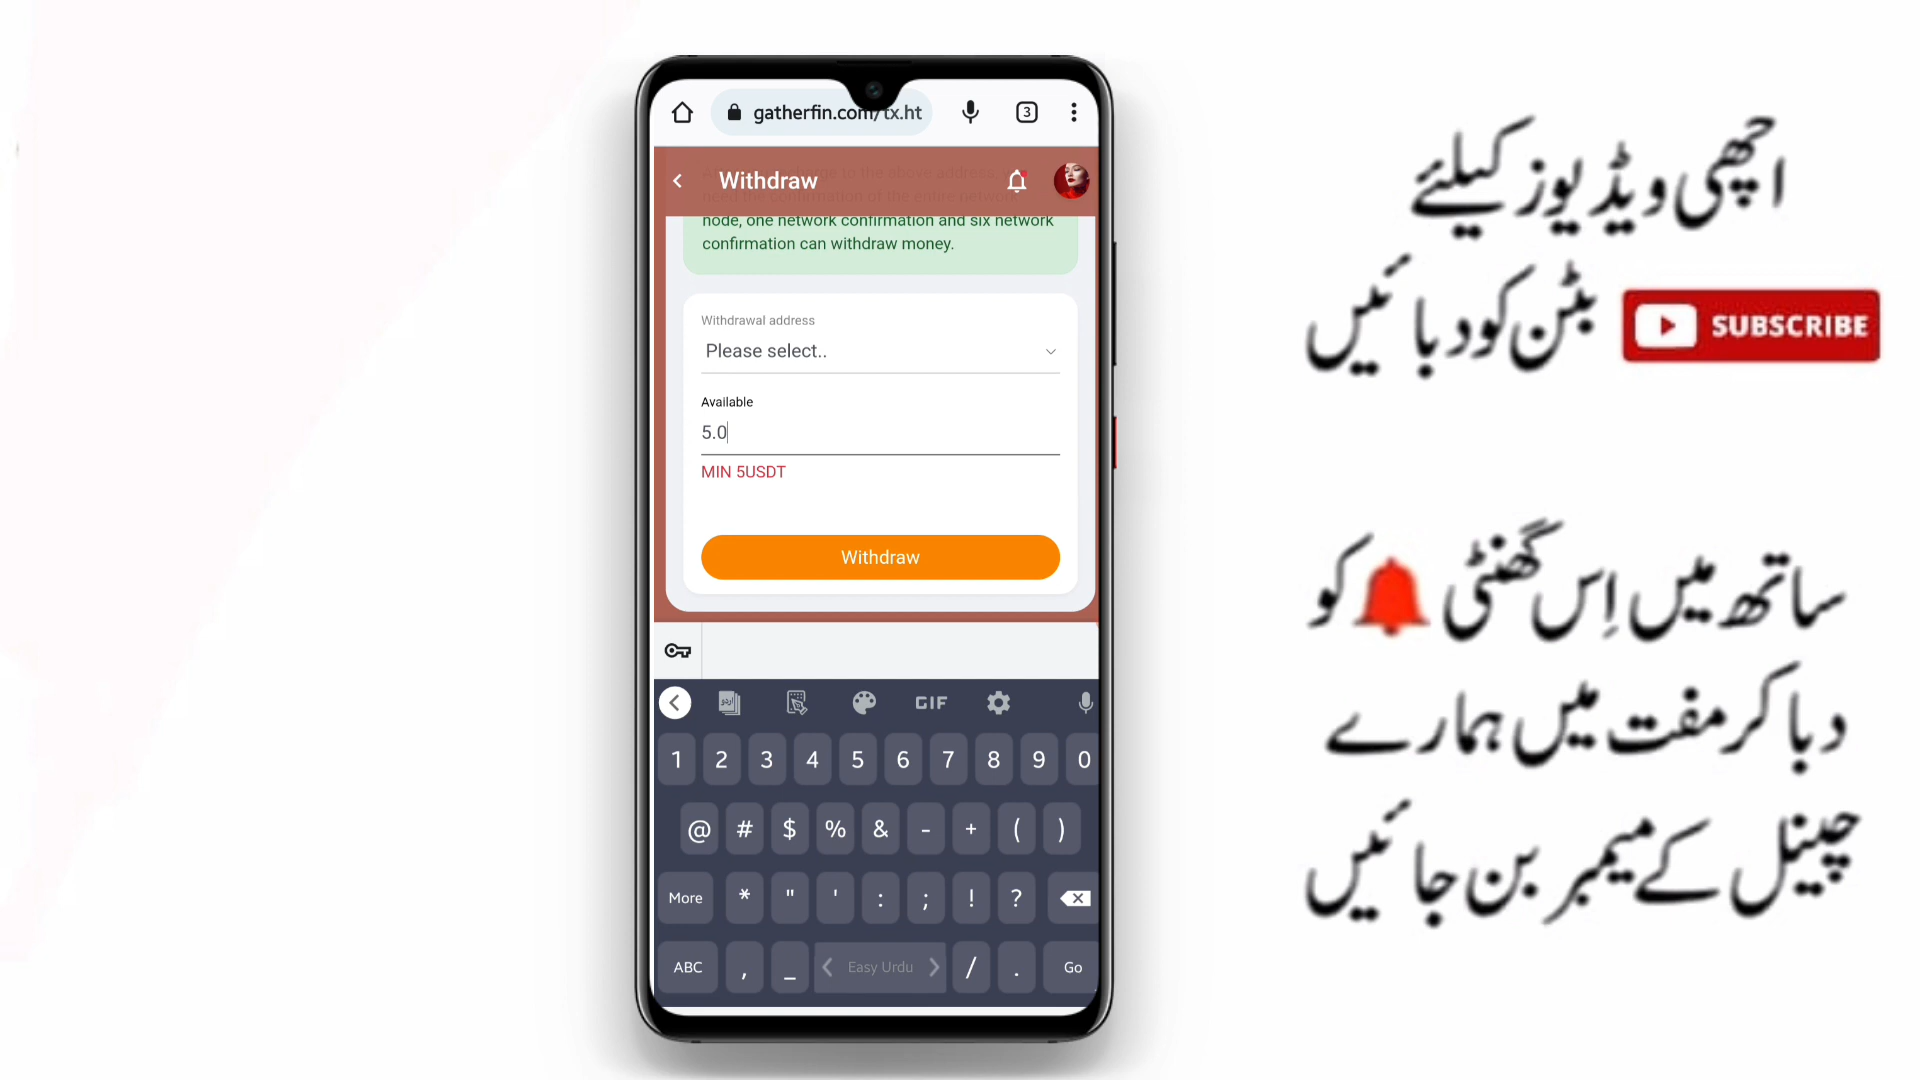 gatherfin.com/tx.ht
3
Withdraw
node, one network confirmation and six network
confirmation can withdraw money.
Withdrawal address
Please select..
Available
5.0
MIN 5USDT
Withdraw
GIF
1 2 3 4 5 6 7 8 9 0
@ # $ % & - + ( )
More * " ' : ; ! ?
ABC , _ Easy Urdu / . Go
اچھی ویڈیوز کیلئے
بٹن کو دبائیں
SUBSCRIBE
ساتھ میں اِس گھنٹی کو
دبا کر مفت میں ہمارے
چینل کے میمبر بن جائیں